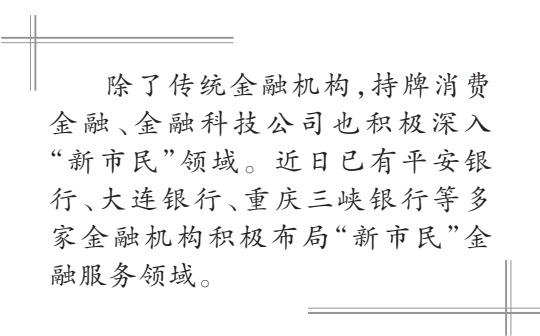 除了传统金融机构,持牌消费
金融、金融科技公司也积极深入
“新市民”领域。近日已有平安银
行、大连银行、重庆三峡银行等多
家金融机构积极布局“新市民”金
融服务领域。